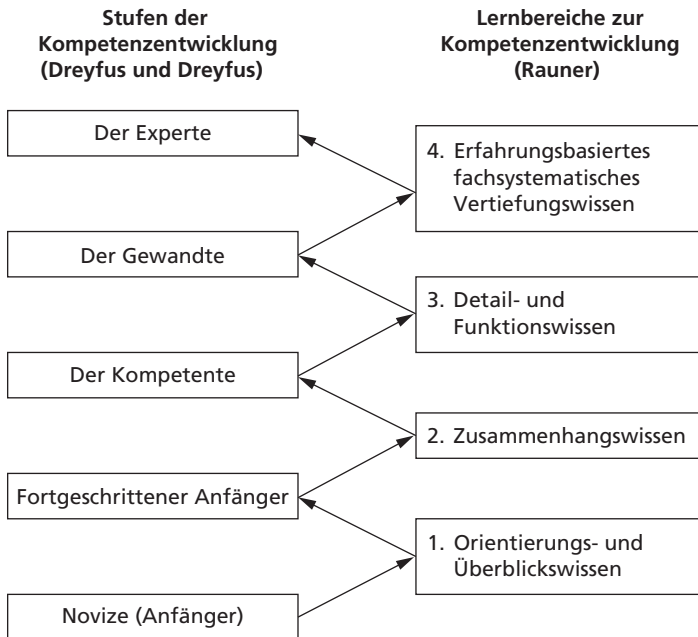 Stufen der
Kompetenzentwicklung
(Dreyfus und Dreyfus)
Der Experte
Der Gewandte
Der Kompetente
Fortgeschrittener Anfänger
Novize (Anfänger)
Lernbereiche zur
Kompetenzentwicklung
(Rauner)
4. Erfahrungsbasiertes
fachsystematisches
Vertiefungswissen
3. Detail- und
Funktionswissen
2. Zusammenhangswissen
1. Orientierungs- und
Überblickswissen